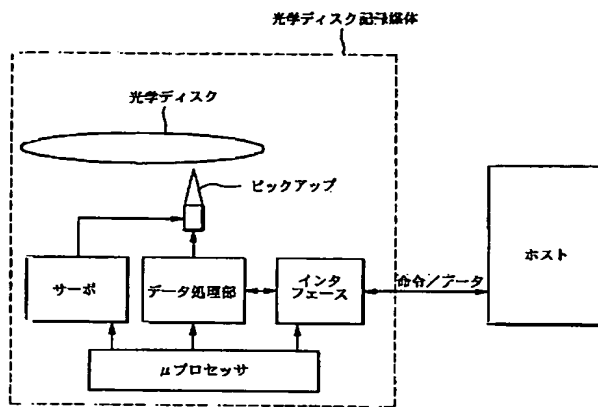 光学ディスク記録媒体
光学ディスク
ピックアップ
サーボ
データ処理部
インタ
フェース
命令/データ
ホスト
μプロセッサ